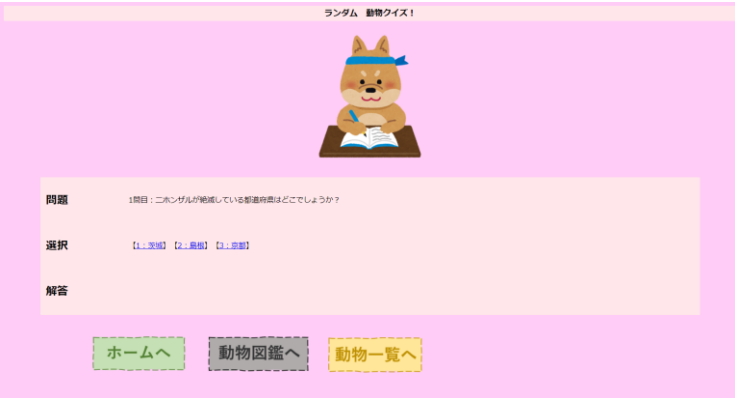 ランダム　動物クイズ！
問題
1問目：ニホンザルが絶滅している都道府県はどこでしょうか？
選択
【1：茨城】【2：島根】【3：京都】
解答
ホームへ 動物図鑑へ 動物一覧へ